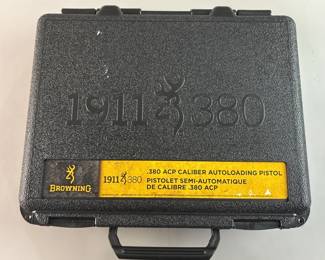 1911 380
.380 ACP CALIBER AUTOLOADING PISTOL
BROWNING
1911 380
PISTOLET SEMI-AUTOMATIQUE
DE CALIBRE .380 ACP